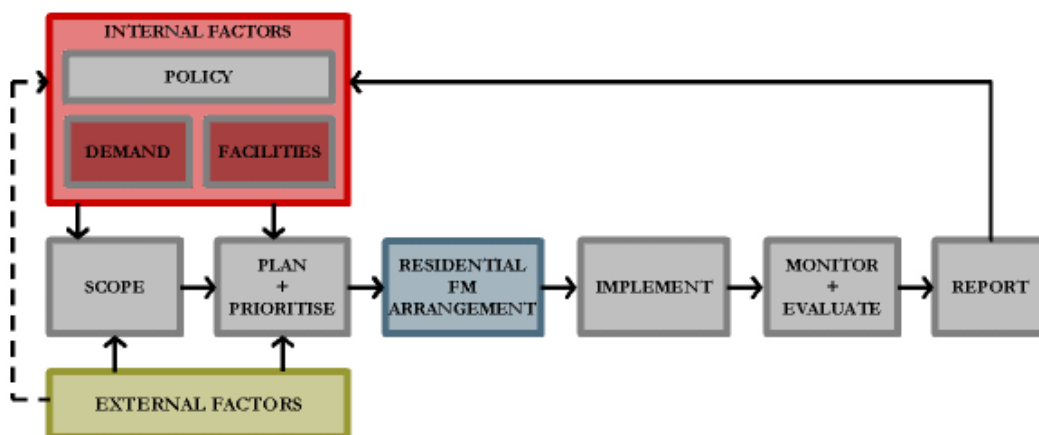 INTERNAL FACTORS
POLICY
DEMAND
FACILITIES
SCOPE
PLAN
+
PRIORITISE
RESIDENTIAL
FM
ARRANGEMENT
IMPLEMENT
MONITOR
+
EVALUATE
REPORT
EXTERNAL FACTORS